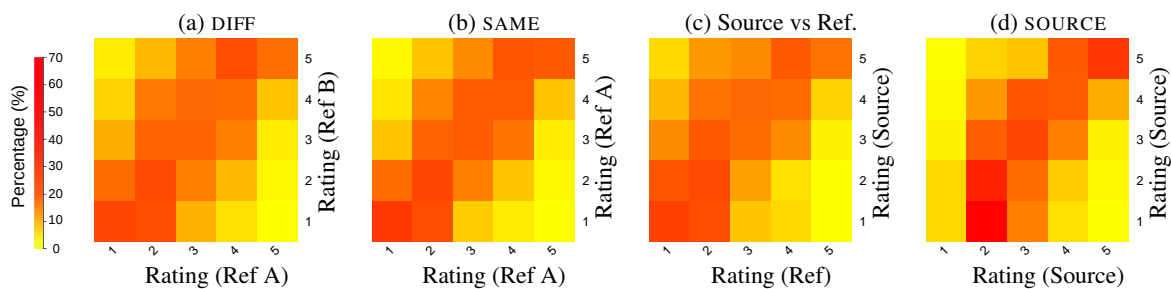 (a) DIFF
(b) SAME
(c) Source vs Ref.
(d) SOURCE
Percentage (%)
70
60
50
40
30
20
10
0
5
4
3
2
1
Rating (Ref B)
1 2 3 4 5
Rating (Ref A)
5
4
3
2
1
Rating (Ref A)
1 2 3 4 5
Rating (Ref A)
5
4
3
2
1
Rating (Source)
1 2 3 4 5
Rating (Ref)
5
4
3
2
1
Rating (Source)
1 2 3 4 5
Rating (Source)